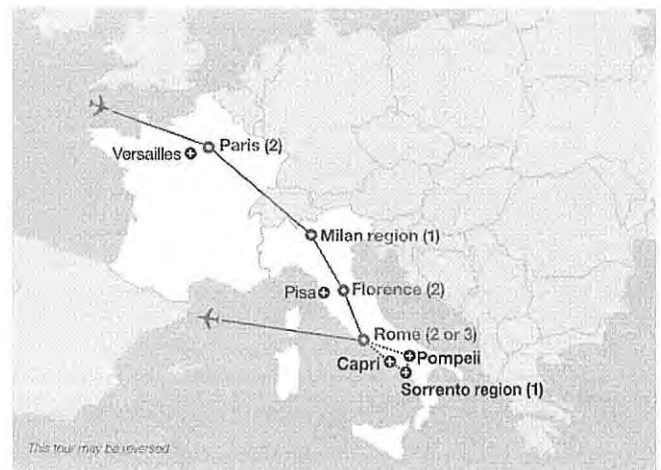 Paris (2)
Versailles
Milan region (1)
Pisa
Florence (2)
Rome (2 or 3)
Capri
Pompeii
Sorrento region (1)
This tour may be reversed